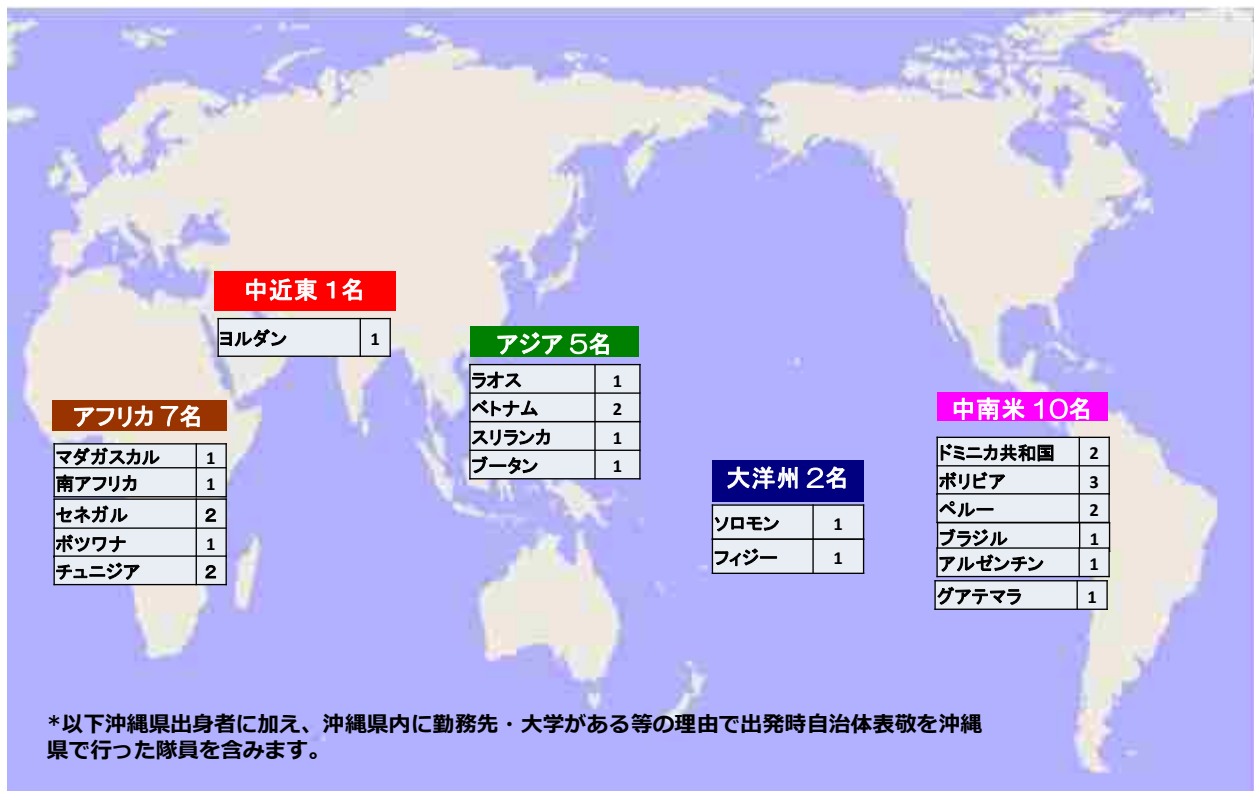 中近東 1名
ヨルダン 1
アジア 5名
ラオス 1
ベトナム 2
スリランカ 1
ブータン 1
アフリカ 7名
マダガスカル 1
南アフリカ 1
セネガル 2
ボツワナ 1
チュニジア 2
大洋州 2名
ソロモン 1
フィジー 1
中南米 10名
ドミニカ共和国 2
ボリビア 3
ペルー 2
ブラジル 1
アルゼンチン 1
グアテマラ 1
*以下沖縄県出身者に加え、沖縄県内に勤務先・大学がある等の理由で出発時自治体表敬を沖縄
県で行った隊員を含みます。